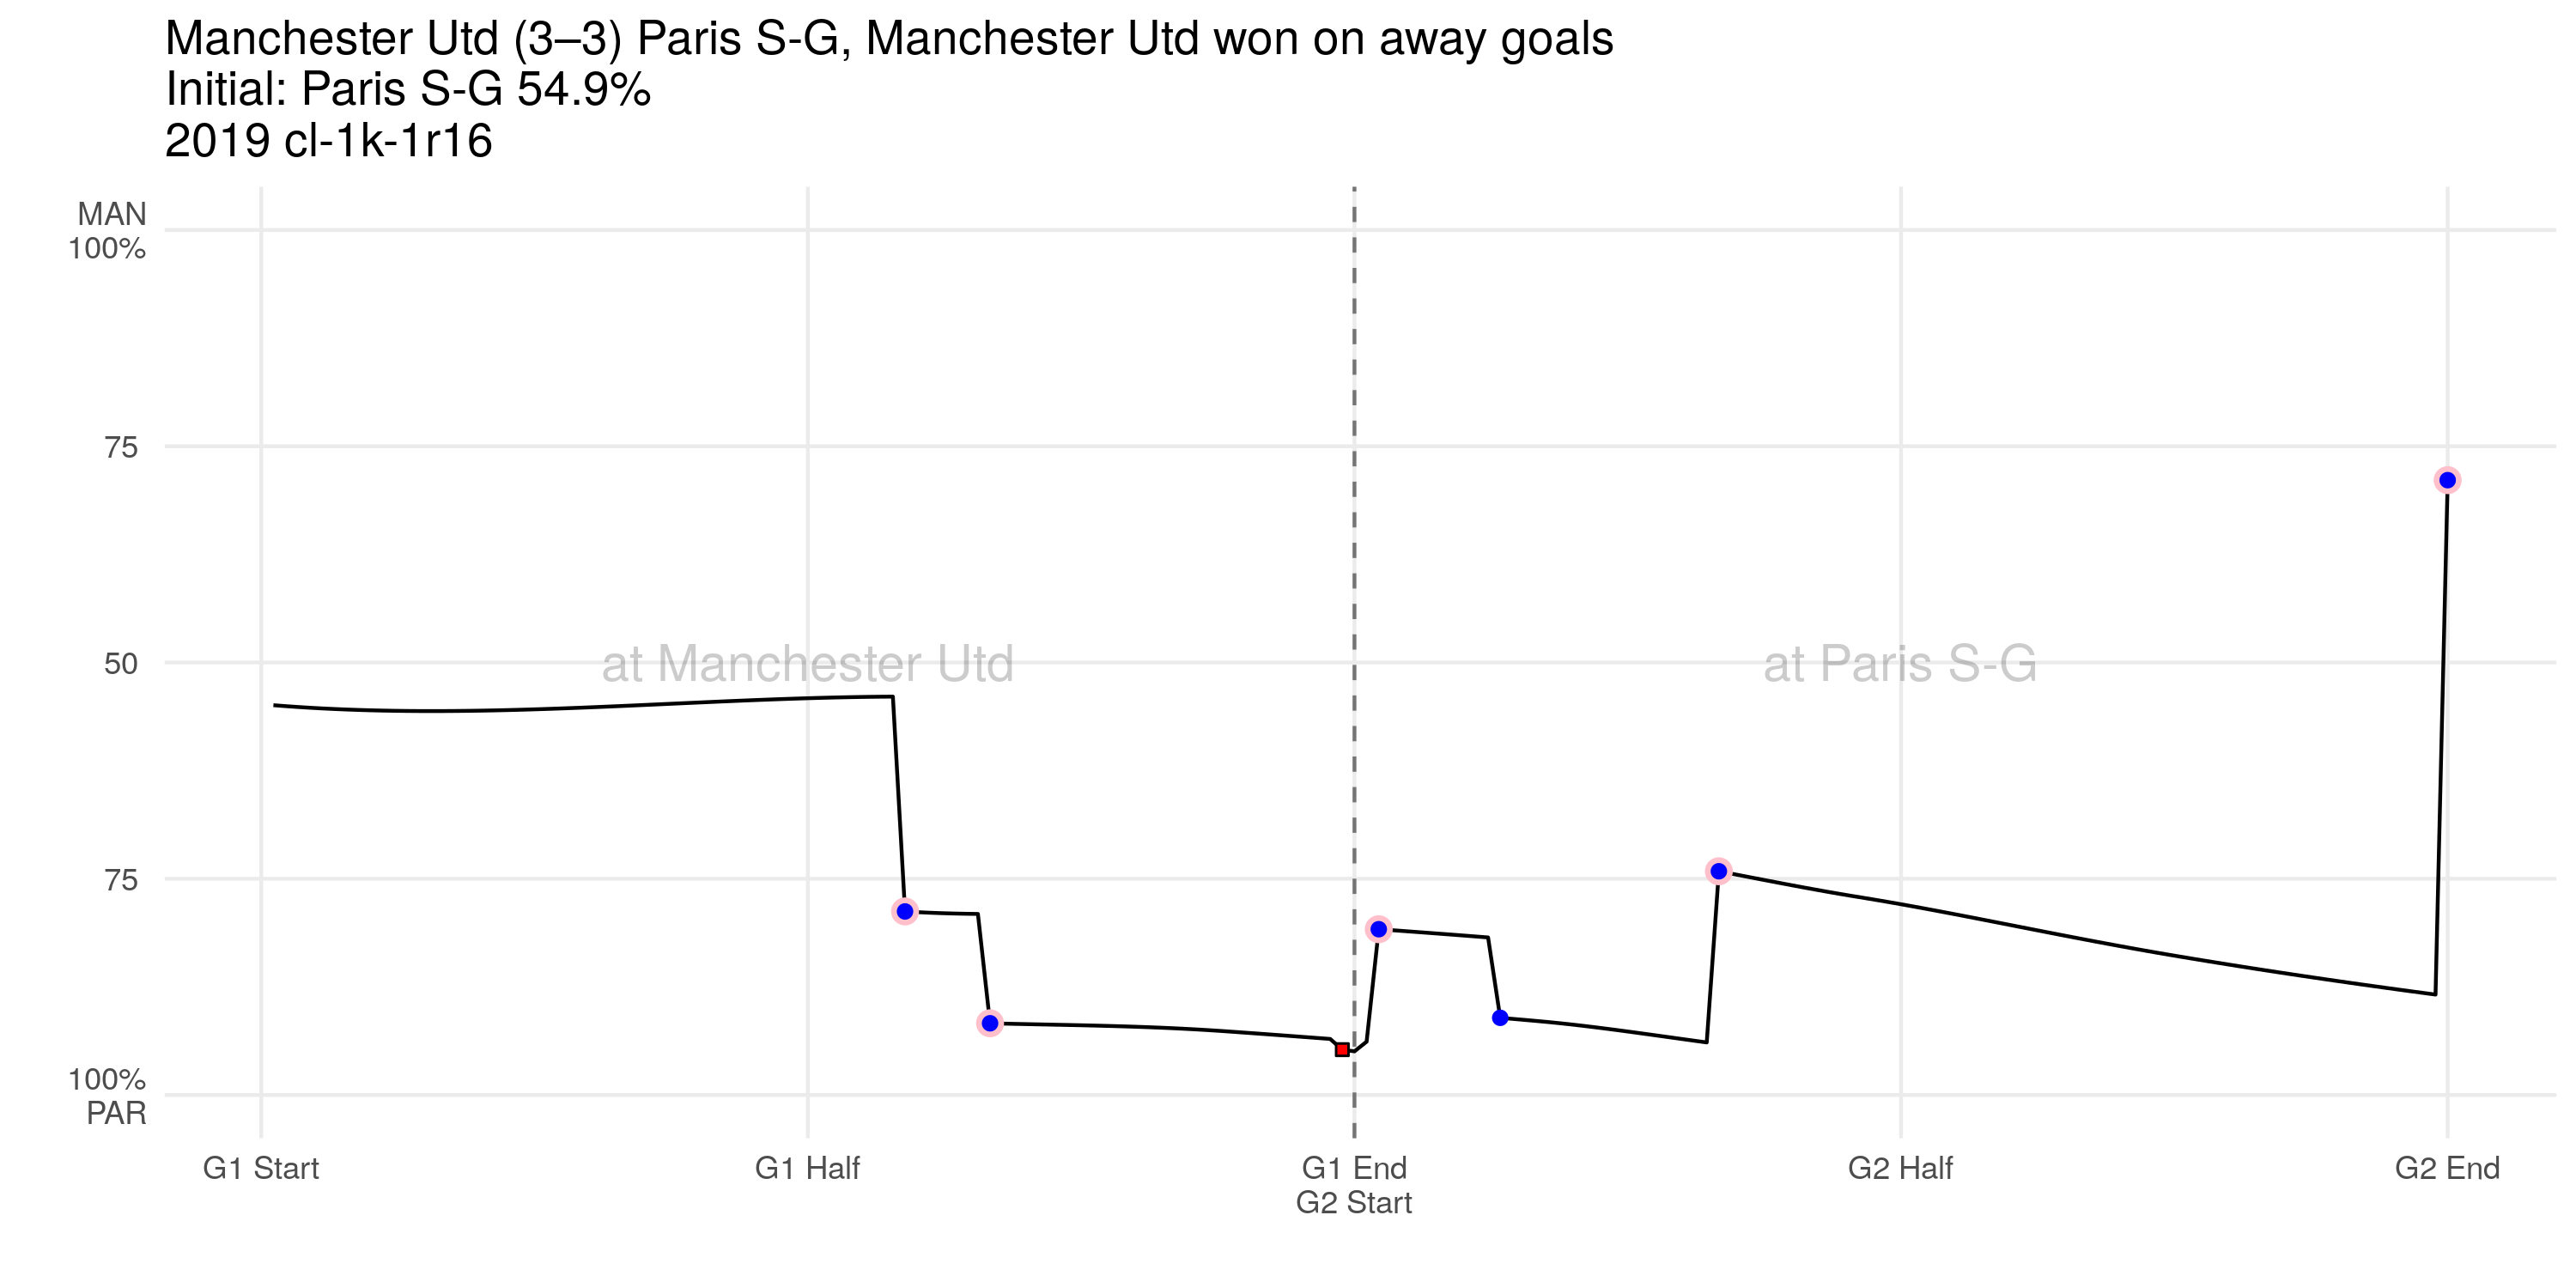 Manchester Utd (3–3) Paris S-G, Manchester Utd won on away goals
Initial: Paris S-G 54.9%
2019 cl-1k-1r16
MAN
100%
75
50
75
100%
PAR
at Manchester Utd
at Paris S-G
G1 Start
G1 Half
G1 End
G2 Start
G2 Half
G2 End